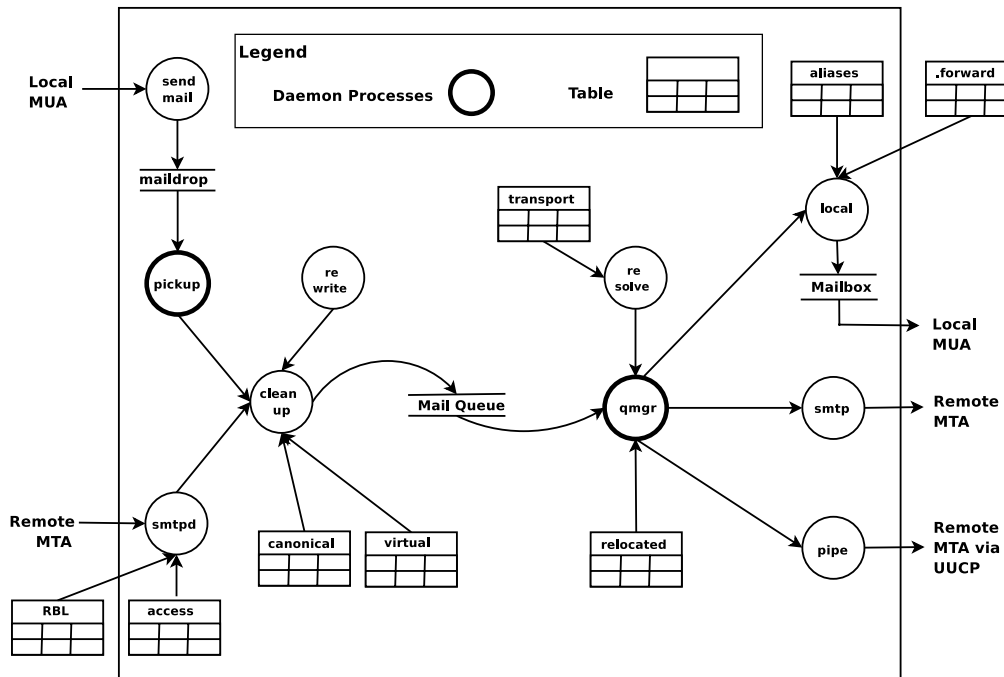 Legend
Daemon Processes
Table
Local
MUA
send
mail
aliases
.forward
maildrop
transport
local
pickup
re
write
re
solve
Mailbox
Local
MUA
clean
up
Mail Queue
qmgr
smtp
Remote
MTA
Remote
MTA
smtpd
canonical
virtual
relocated
pipe
Remote
MTA via
UUCP
RBL
access